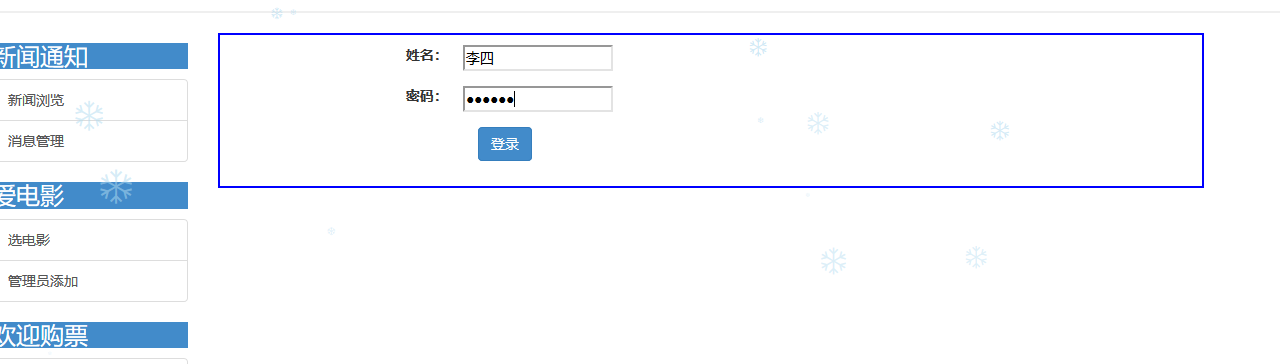 新闻通知
新闻浏览
消息管理
爱电影
选电影
管理员添加
欢迎购票
姓名：
李四
密码：
●●●●●●
登录